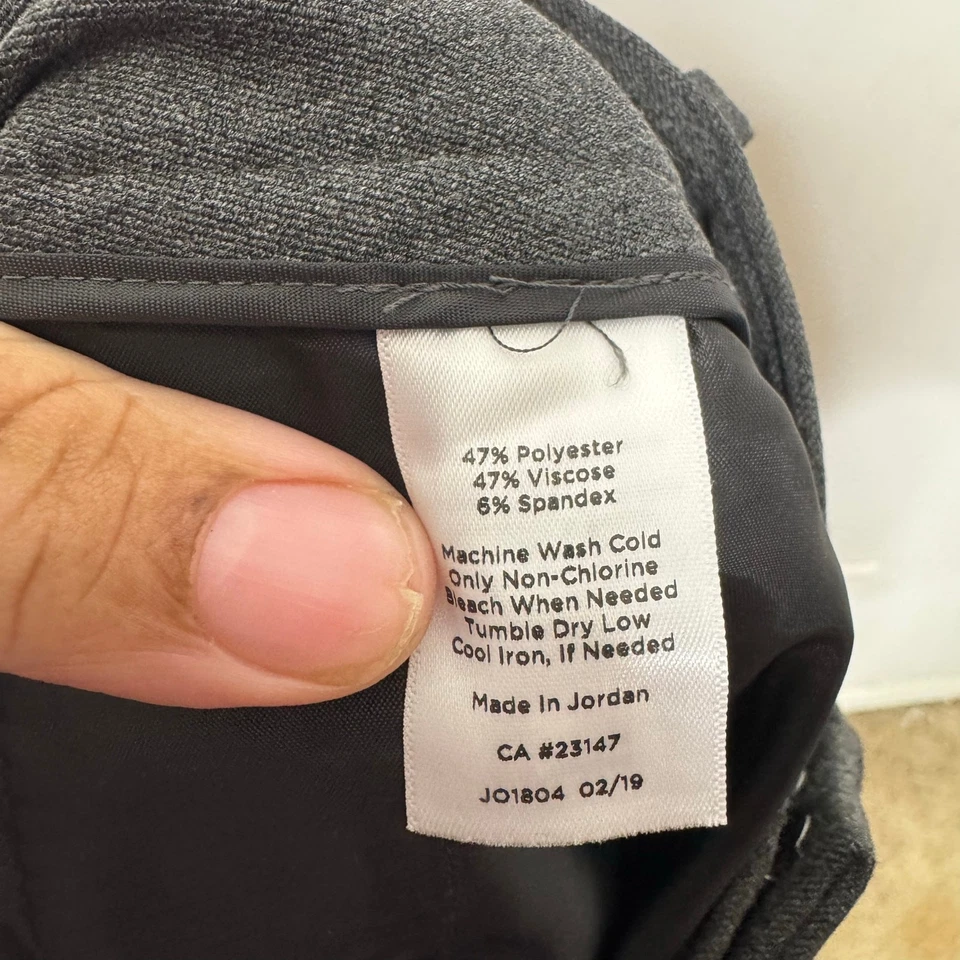 47% Polyester
47% Viscose
6% Spandex
Machine Wash Cold
Only Non-Chlorine
Bleach When Needed
Tumble Dry Low
Cool Iron, If Needed
Made In Jordan
CA #23147
JO1804 02/19